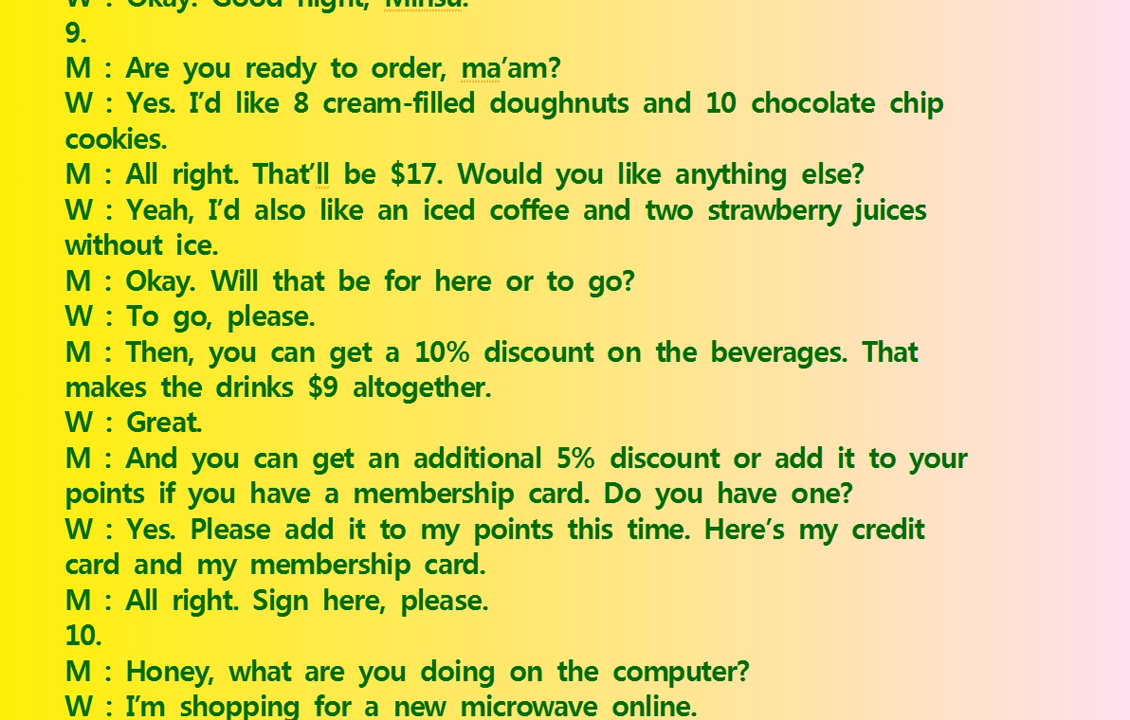 W : Okay. Good night, Minsu.
9.
M : Are you ready to order, ma’am?
W : Yes. I’d like 8 cream-filled doughnuts and 10 chocolate chip
cookies.
M : All right. That’ll be $17. Would you like anything else?
W : Yeah, I’d also like an iced coffee and two strawberry juices
without ice.
M : Okay. Will that be for here or to go?
W : To go, please.
M : Then, you can get a 10% discount on the beverages. That
makes the drinks $9 altogether.
W : Great.
M : And you can get an additional 5% discount or add it to your
points if you have a membership card. Do you have one?
W : Yes. Please add it to my points this time. Here’s my credit
card and my membership card.
M : All right. Sign here, please.
10.
M : Honey, what are you doing on the computer?
W : I’m shopping for a new microwave online.